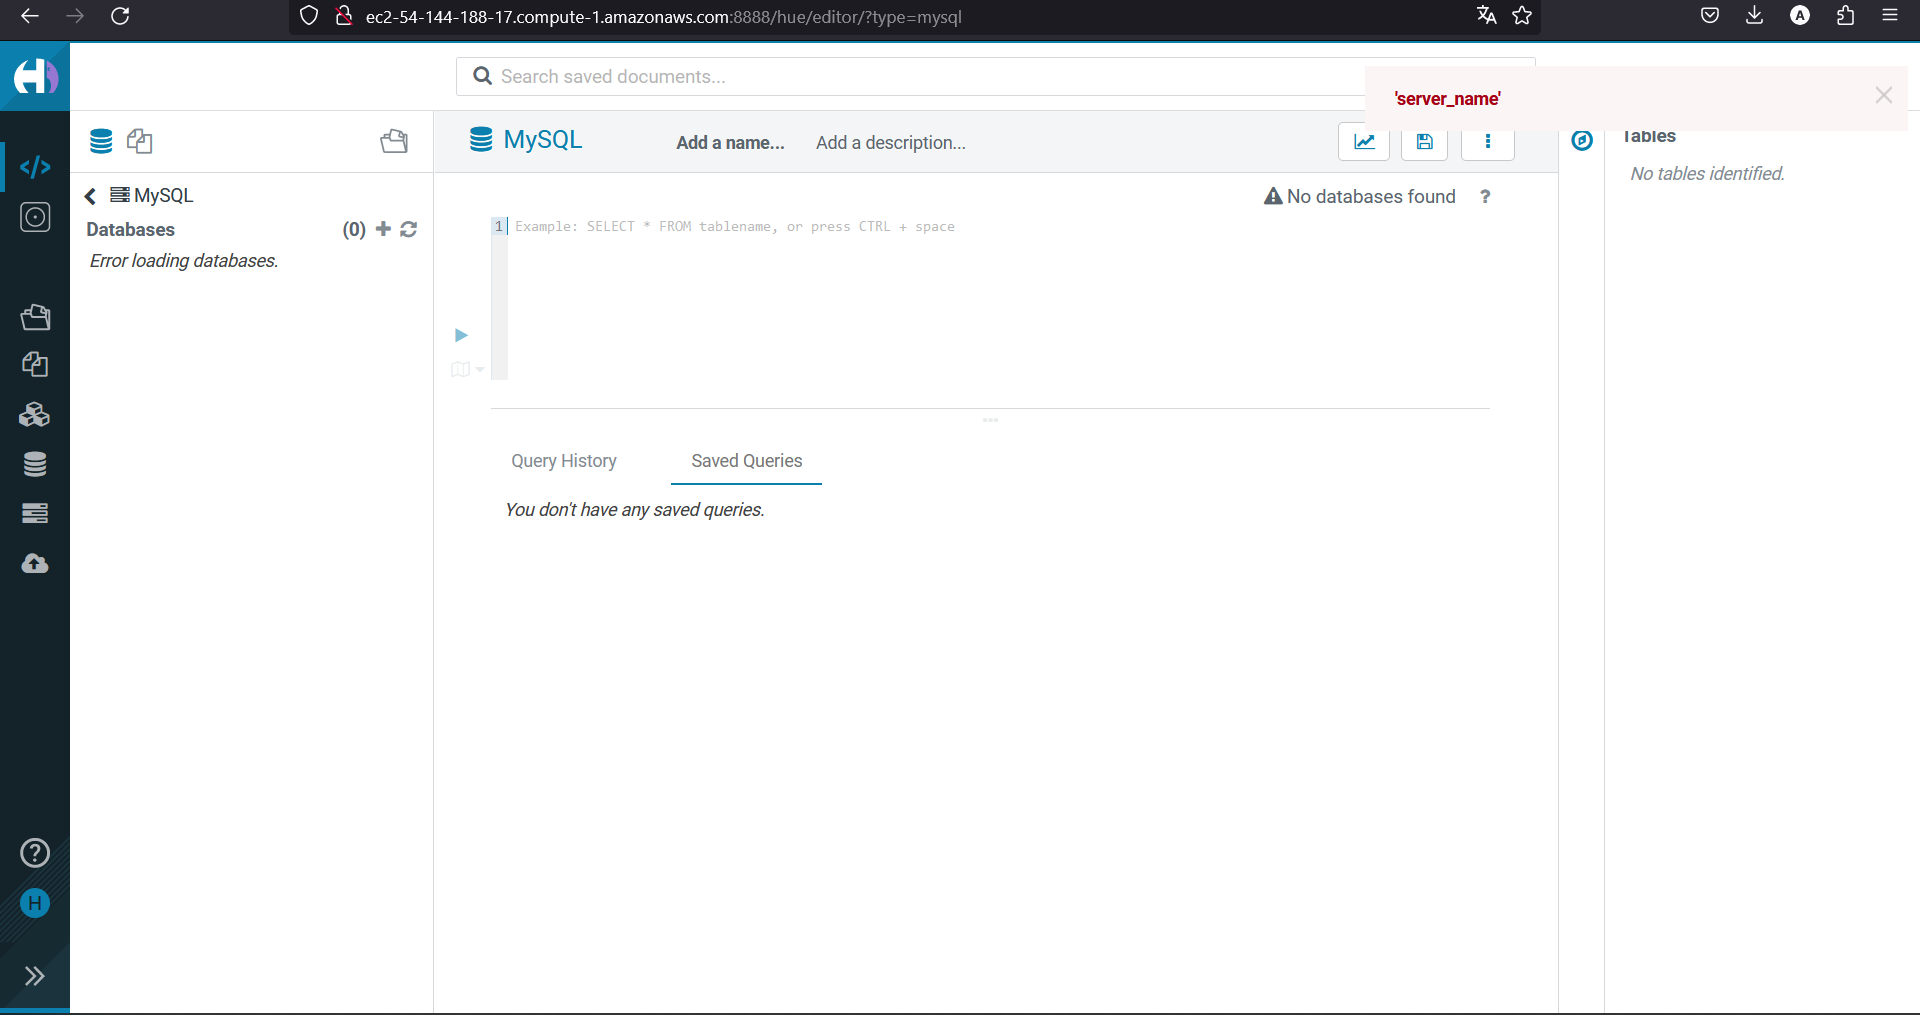 ec2-54-144-188-17.compute-1.amazonaws.com:8888/hue/editor/?type=mysql
A
Search saved documents...
'server_name'
MySQL
Add a name...
Add a description...
Tables
No tables identified.
MySQL
Databases
(0)
Error loading databases.
No databases found
?
1
Example: SELECT * FROM tablename, or press CTRL + space
Query History
Saved Queries
You don't have any saved queries.
?
H